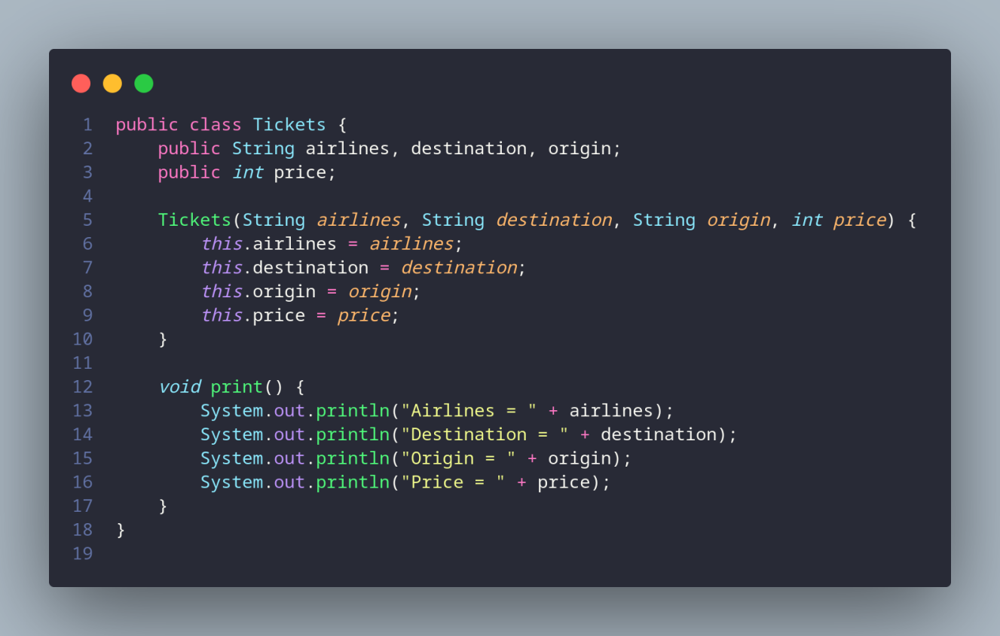 1 public class Tickets {
2     public String airlines, destination, origin;
3     public int price;
4
5     Tickets(String airlines, String destination, String origin, int price) {
6         this.airlines = airlines;
7         this.destination = destination;
8         this.origin = origin;
9         this.price = price;
10     }
11
12     void print() {
13         System.out.println("Airlines = " + airlines);
14         System.out.println("Destination = " + destination);
15         System.out.println("Origin = " + origin);
16         System.out.println("Price = " + price);
17     }
18 }
19